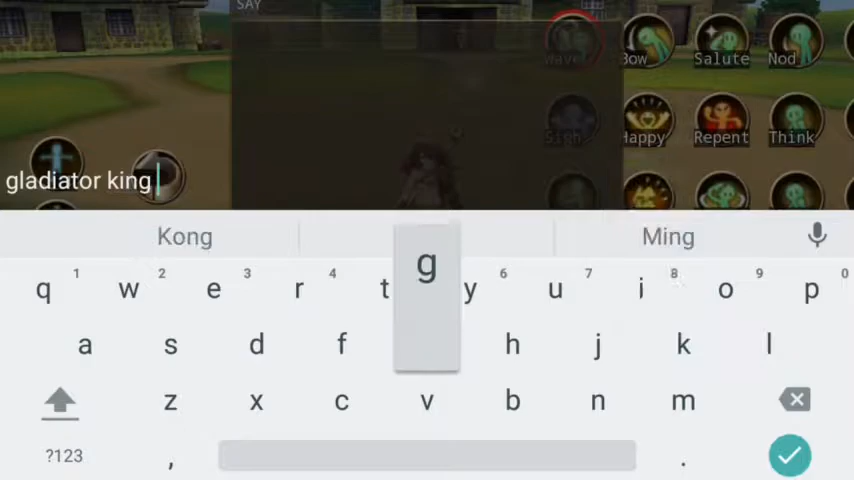 SAY
Wave Bow Salute Nod
Sigh Happy Repent Think
gladiator king
Kong Ming
g
q 1 w 2 e 3 r 4 t y 6 u 7 i 8 o 9 p 0
a s d f h j k l
z x c v b n m
?123 , .